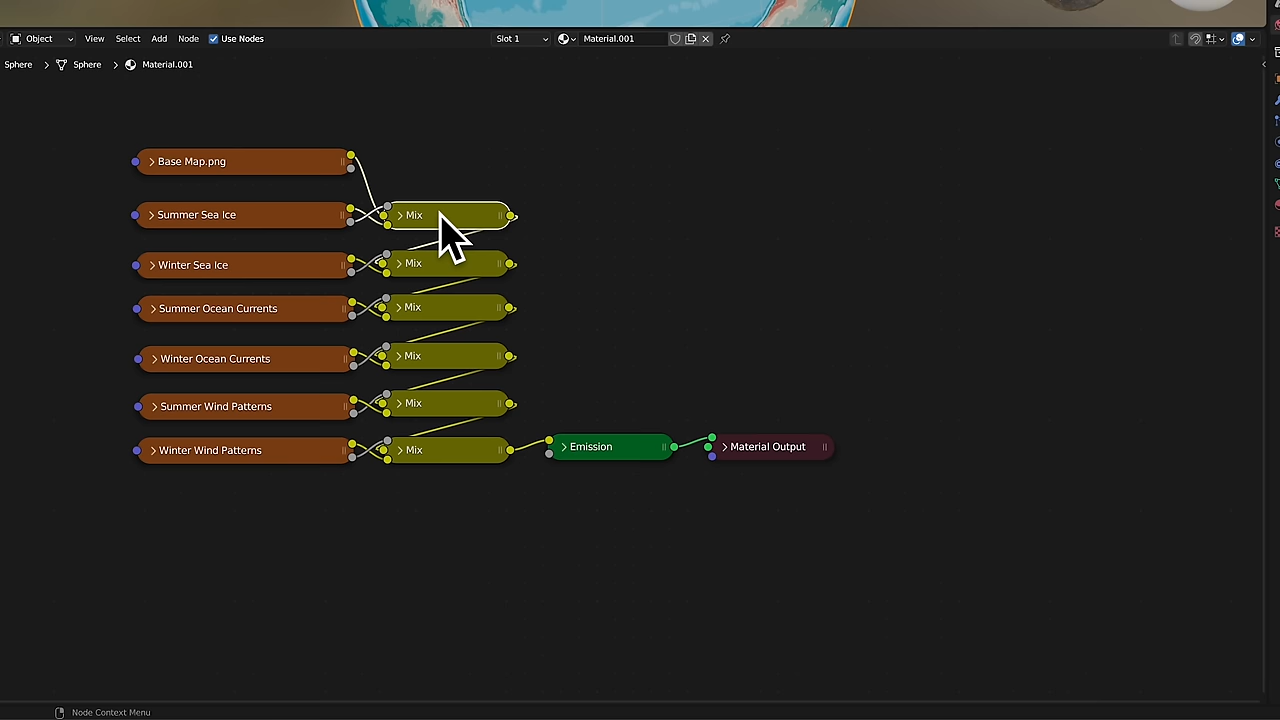 Object View Select Add Node Use Nodes Slot 1 Material.001
Sphere Sphere Material.001
Base Map.png
Summer Sea Ice Mix
Winter Sea Ice Mix
Summer Ocean Currents Mix
Winter Ocean Currents Mix
Summer Wind Patterns Mix
Winter Wind Patterns Mix Emission Material Output
Node Context Menu